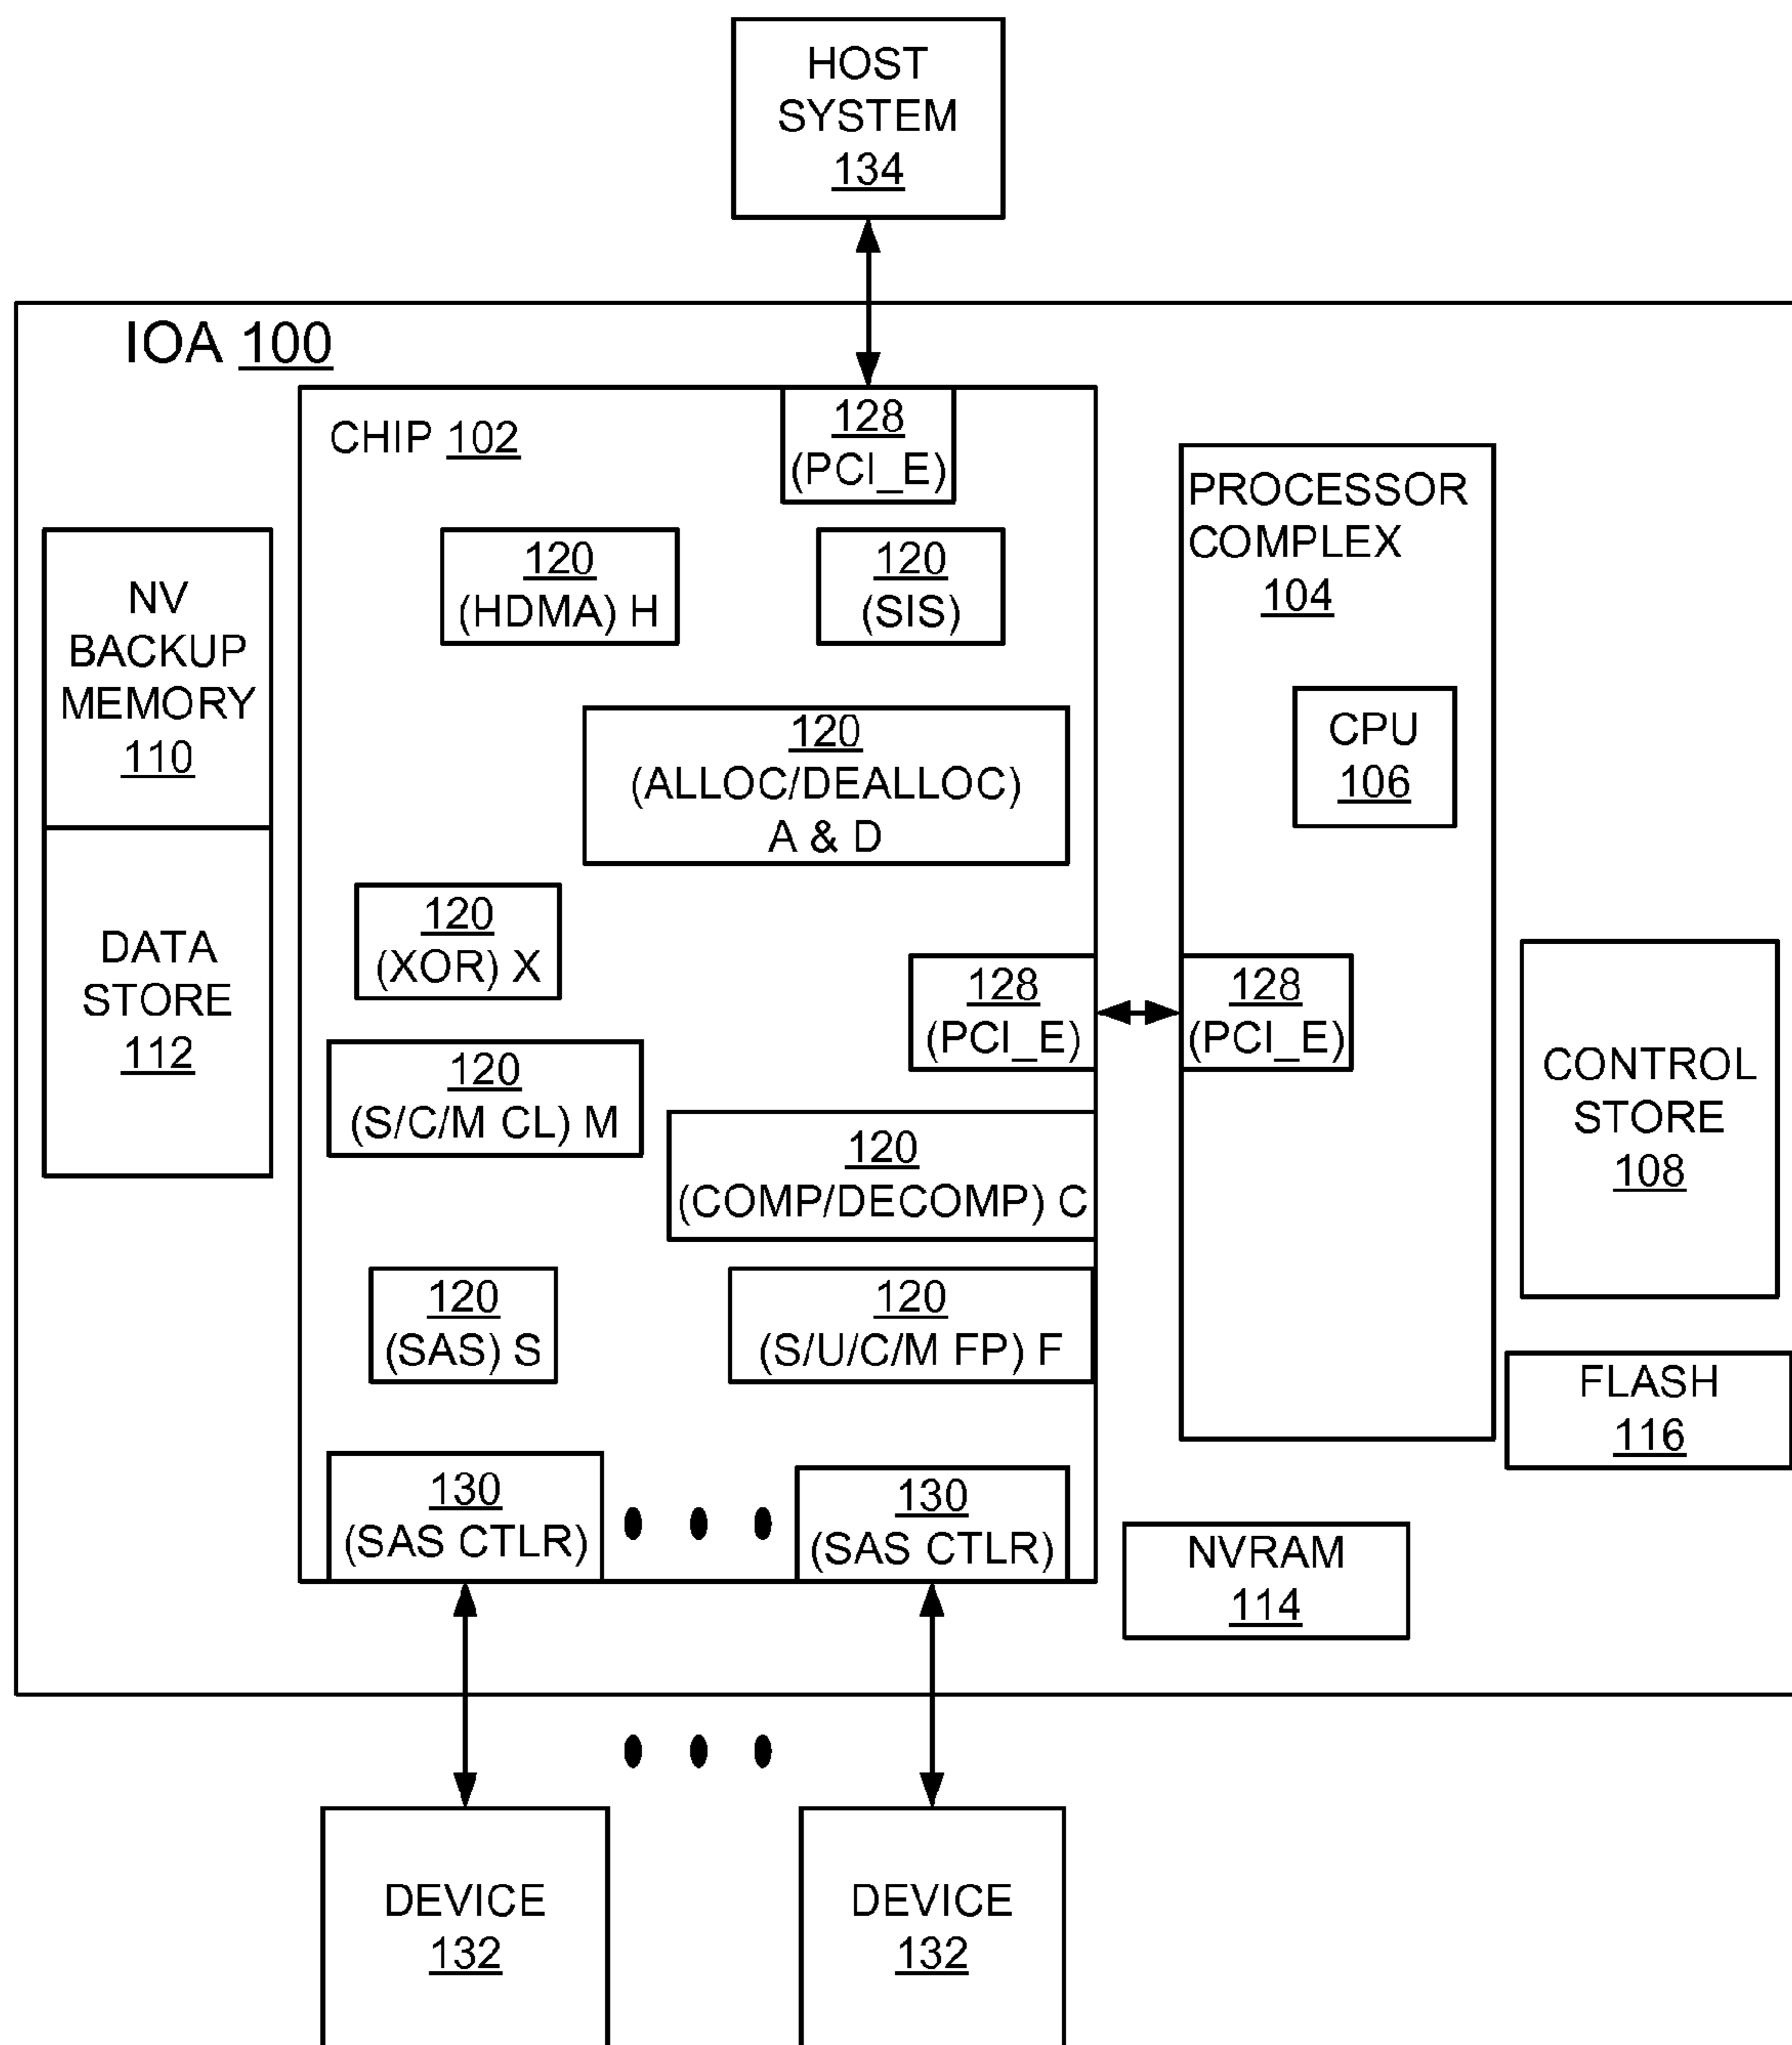 HOST
SYSTEM
134
IOA 100
CHIP 102
128
(PCI_E)
120
(HDMA) H
120
(SIS)
120
(ALLOC/DEALLOC)
A & D
120
(XOR) X
128
(PCI_E)
120
(S/C/M CL) M
120
(COMP/DECOMP) C
120
(SAS) S
120
(S/U/C/M FP) F
130
(SAS CTLR)
130
(SAS CTLR)
NV
BACKUP
MEMORY
110
DATA
STORE
112
PROCESSOR
COMPLEX
104
CPU
106
128
(PCI_E)
CONTROL
STORE
108
FLASH
116
NVRAM
114
DEVICE
132
DEVICE
132